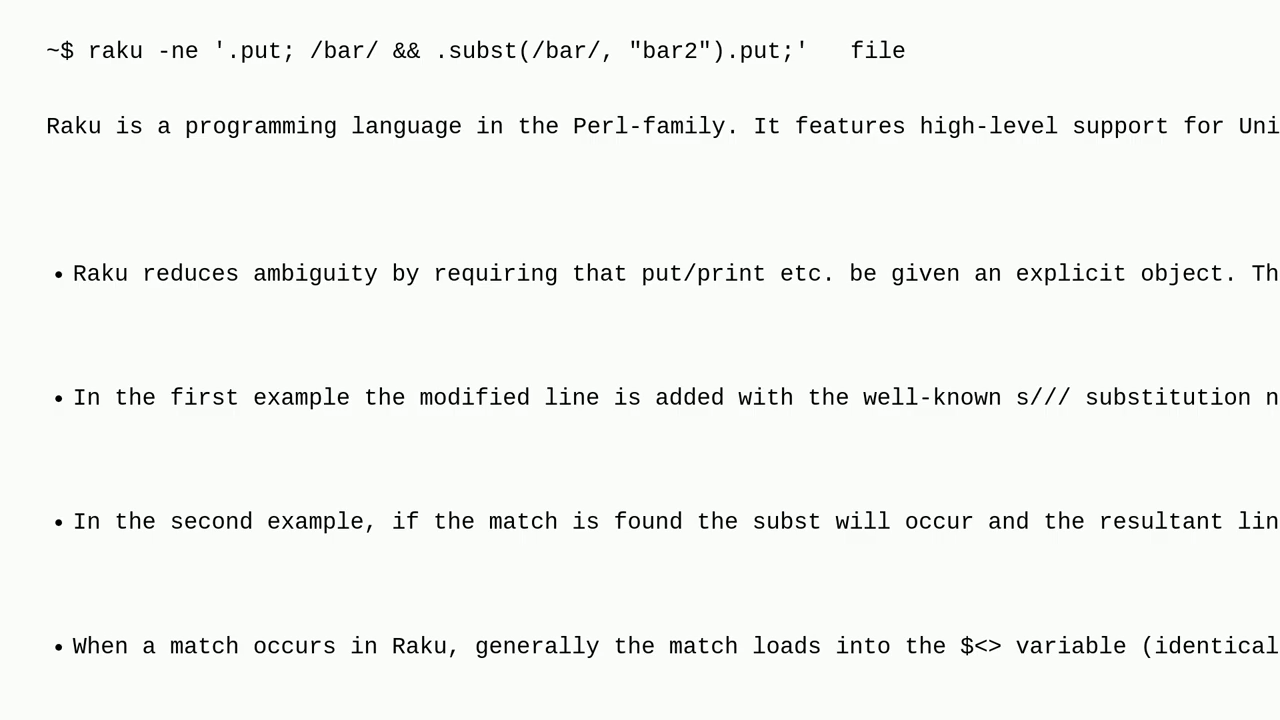 ~$ raku -ne '.put; /bar/ && .subst(/bar/, "bar2").put;'   file
Raku is a programming language in the Perl-family. It features high-level support for Uni
• Raku reduces ambiguity by requiring that put/print etc. be given an explicit object. Th
• In the first example the modified line is added with the well-known s/// substitution n
• In the second example, if the match is found the subst will occur and the resultant lin
• When a match occurs in Raku, generally the match loads into the $<> variable (identical